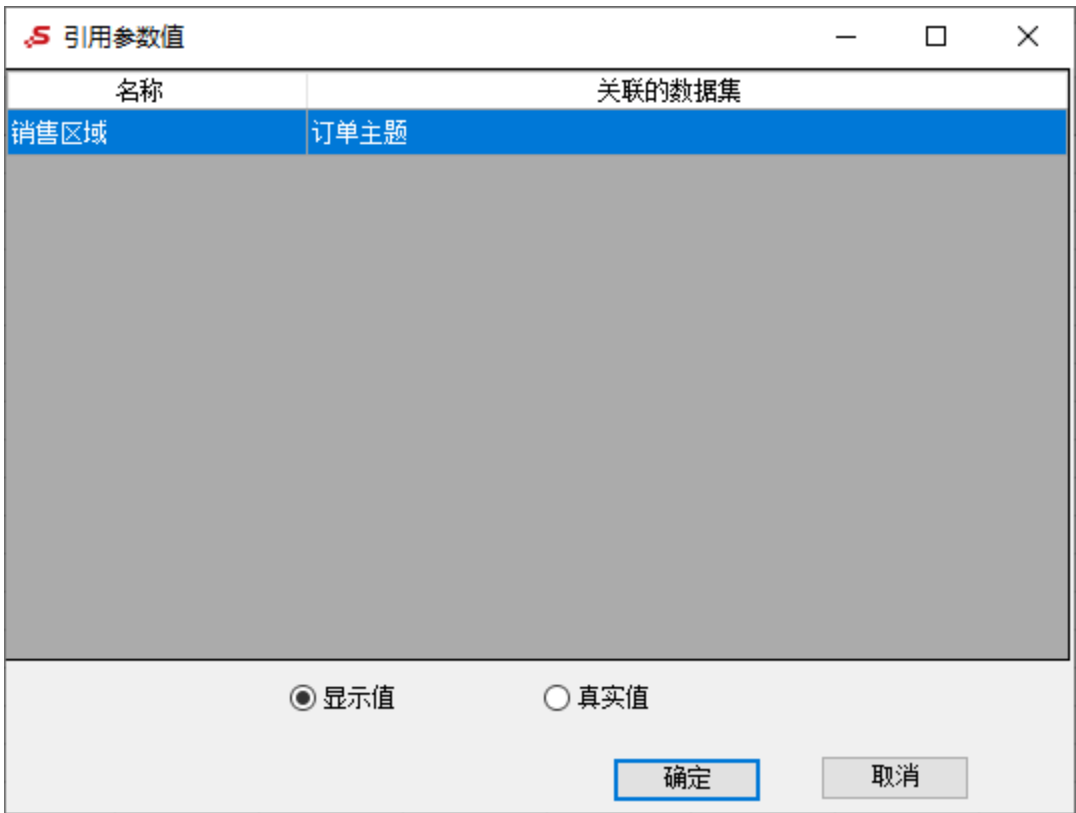 引用参数值
名称 关联的数据集
销售区域 订单主题
显示值 真实值
确定 取消